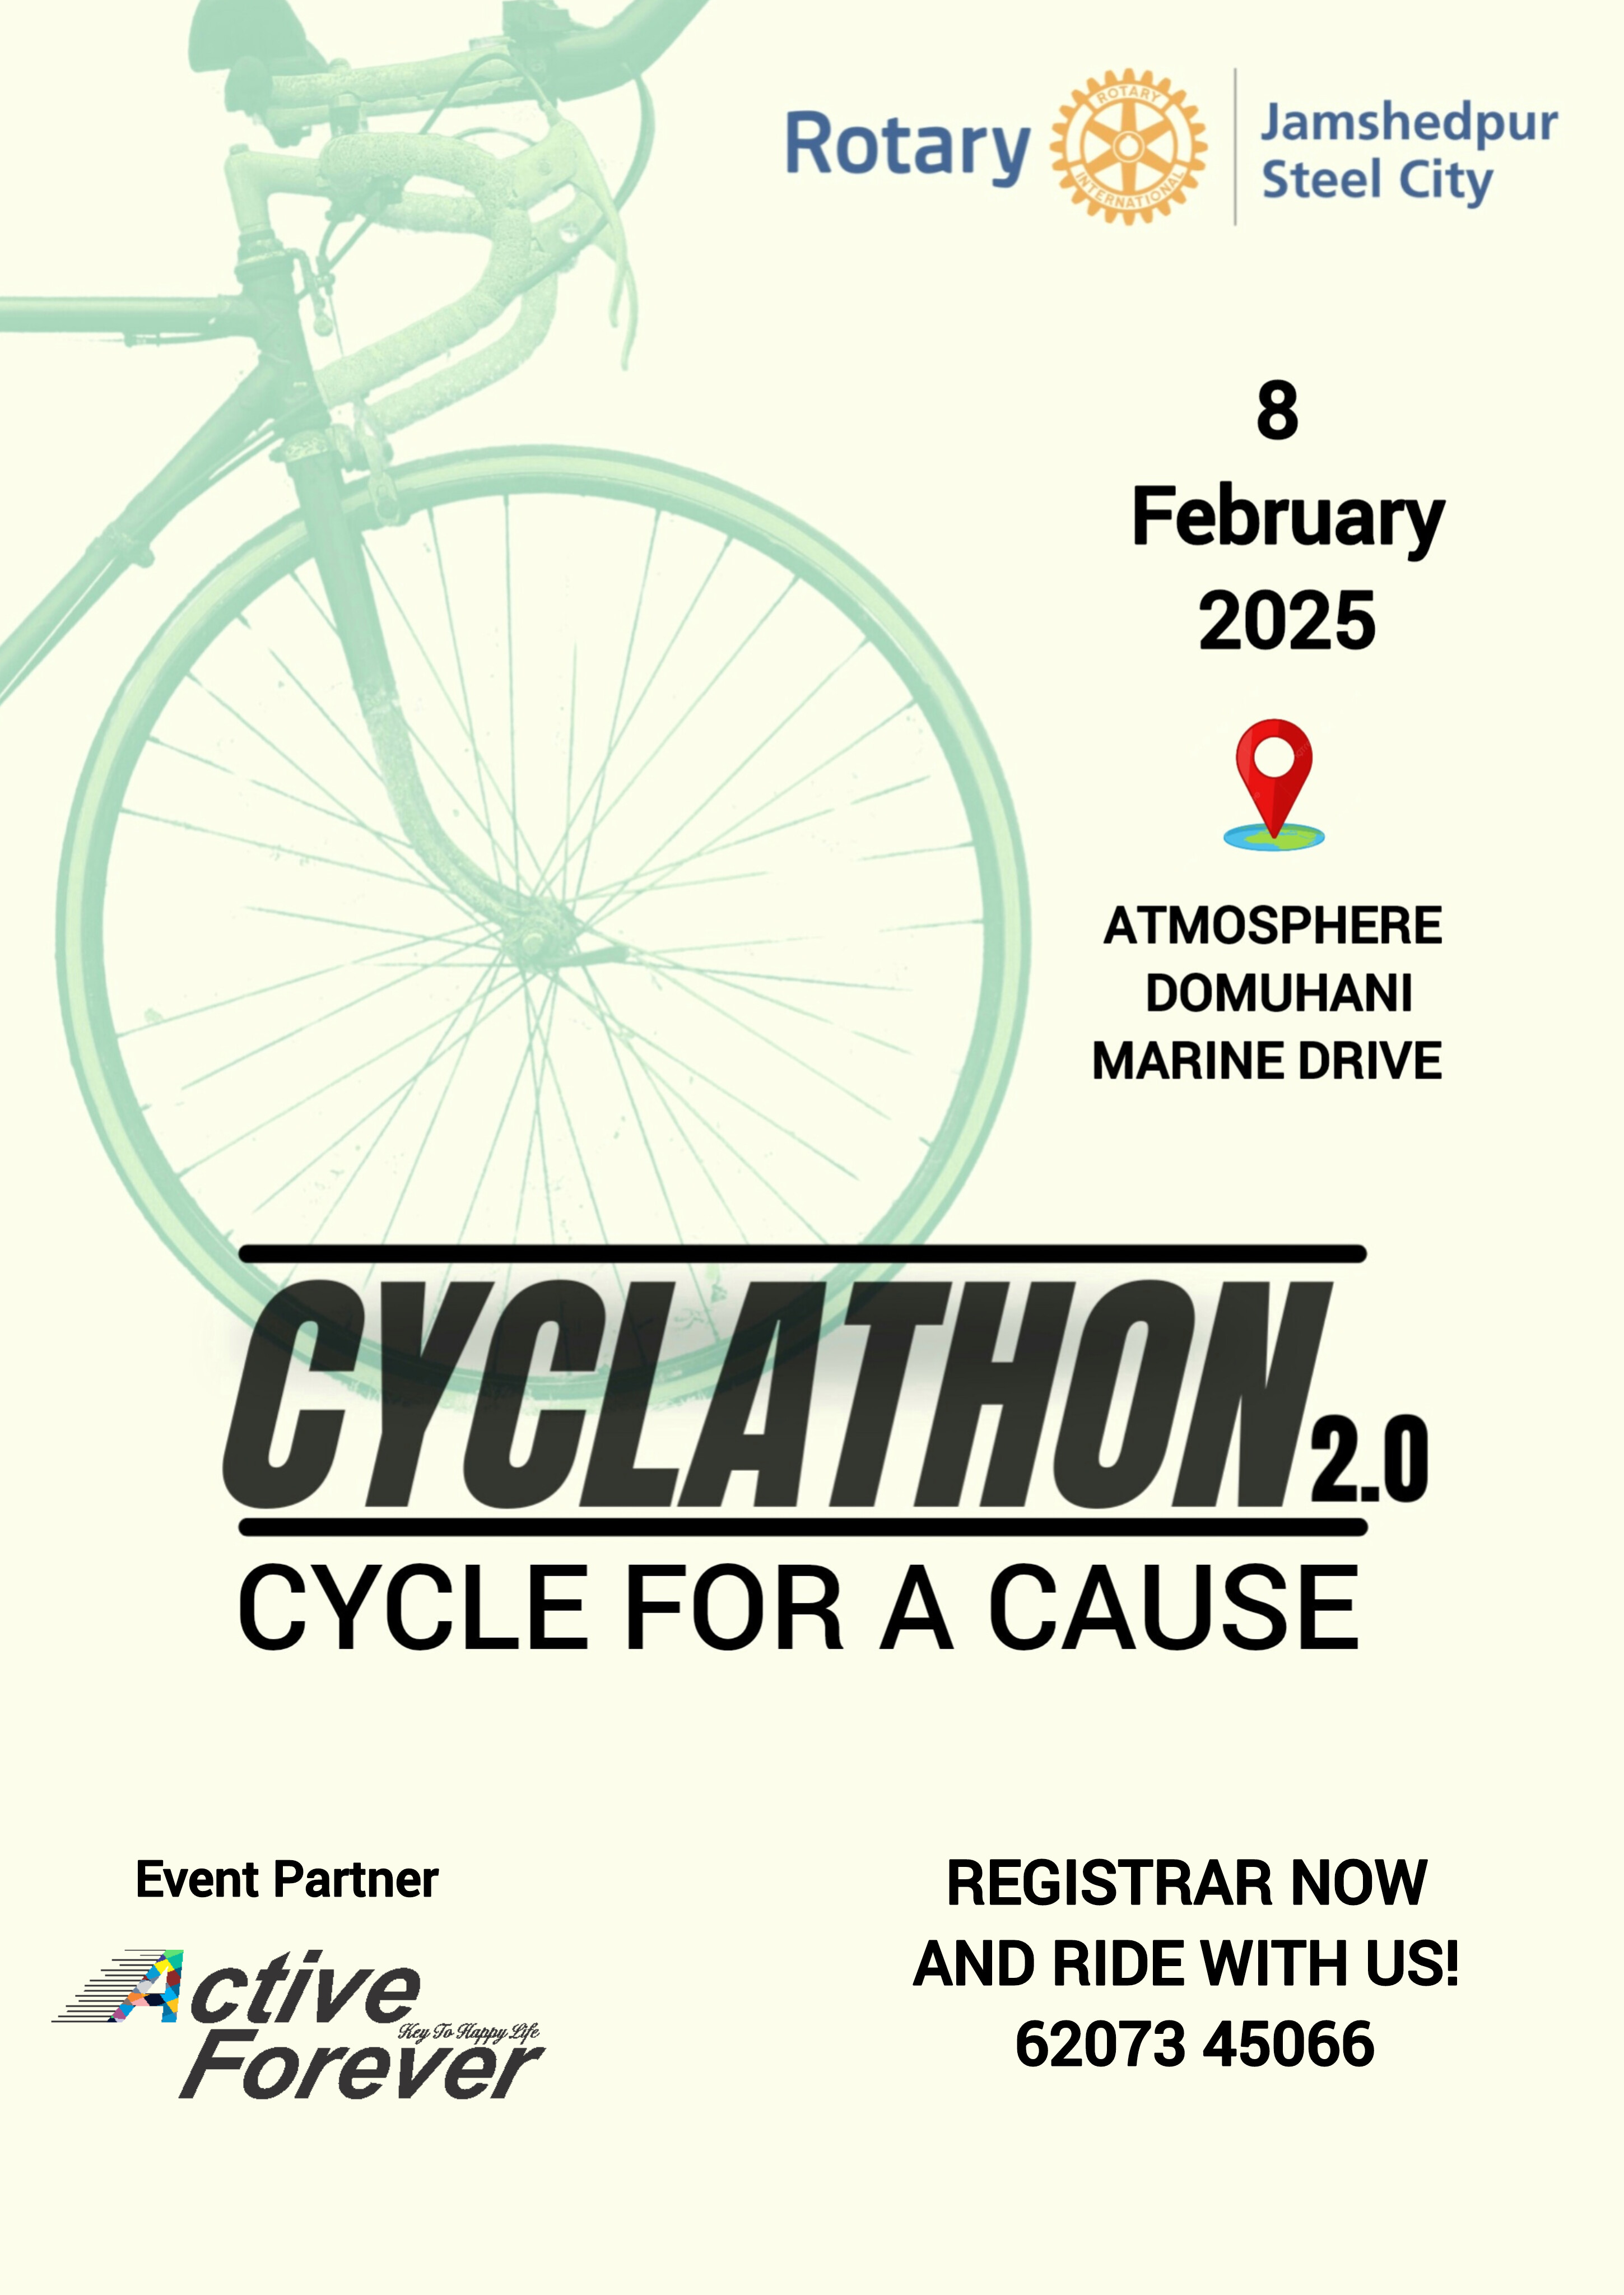 Rotary
ROTARY
INTERNATIONAL
Jamshedpur
Steel City
8
February
2025
ATMOSPHERE
DOMUHANI
MARINE DRIVE
CYCLATHON 2.0
CYCLE FOR A CAUSE
Event Partner
Active
Key To Happy Life
Forever
REGISTRAR NOW
AND RIDE WITH US!
62073 45066